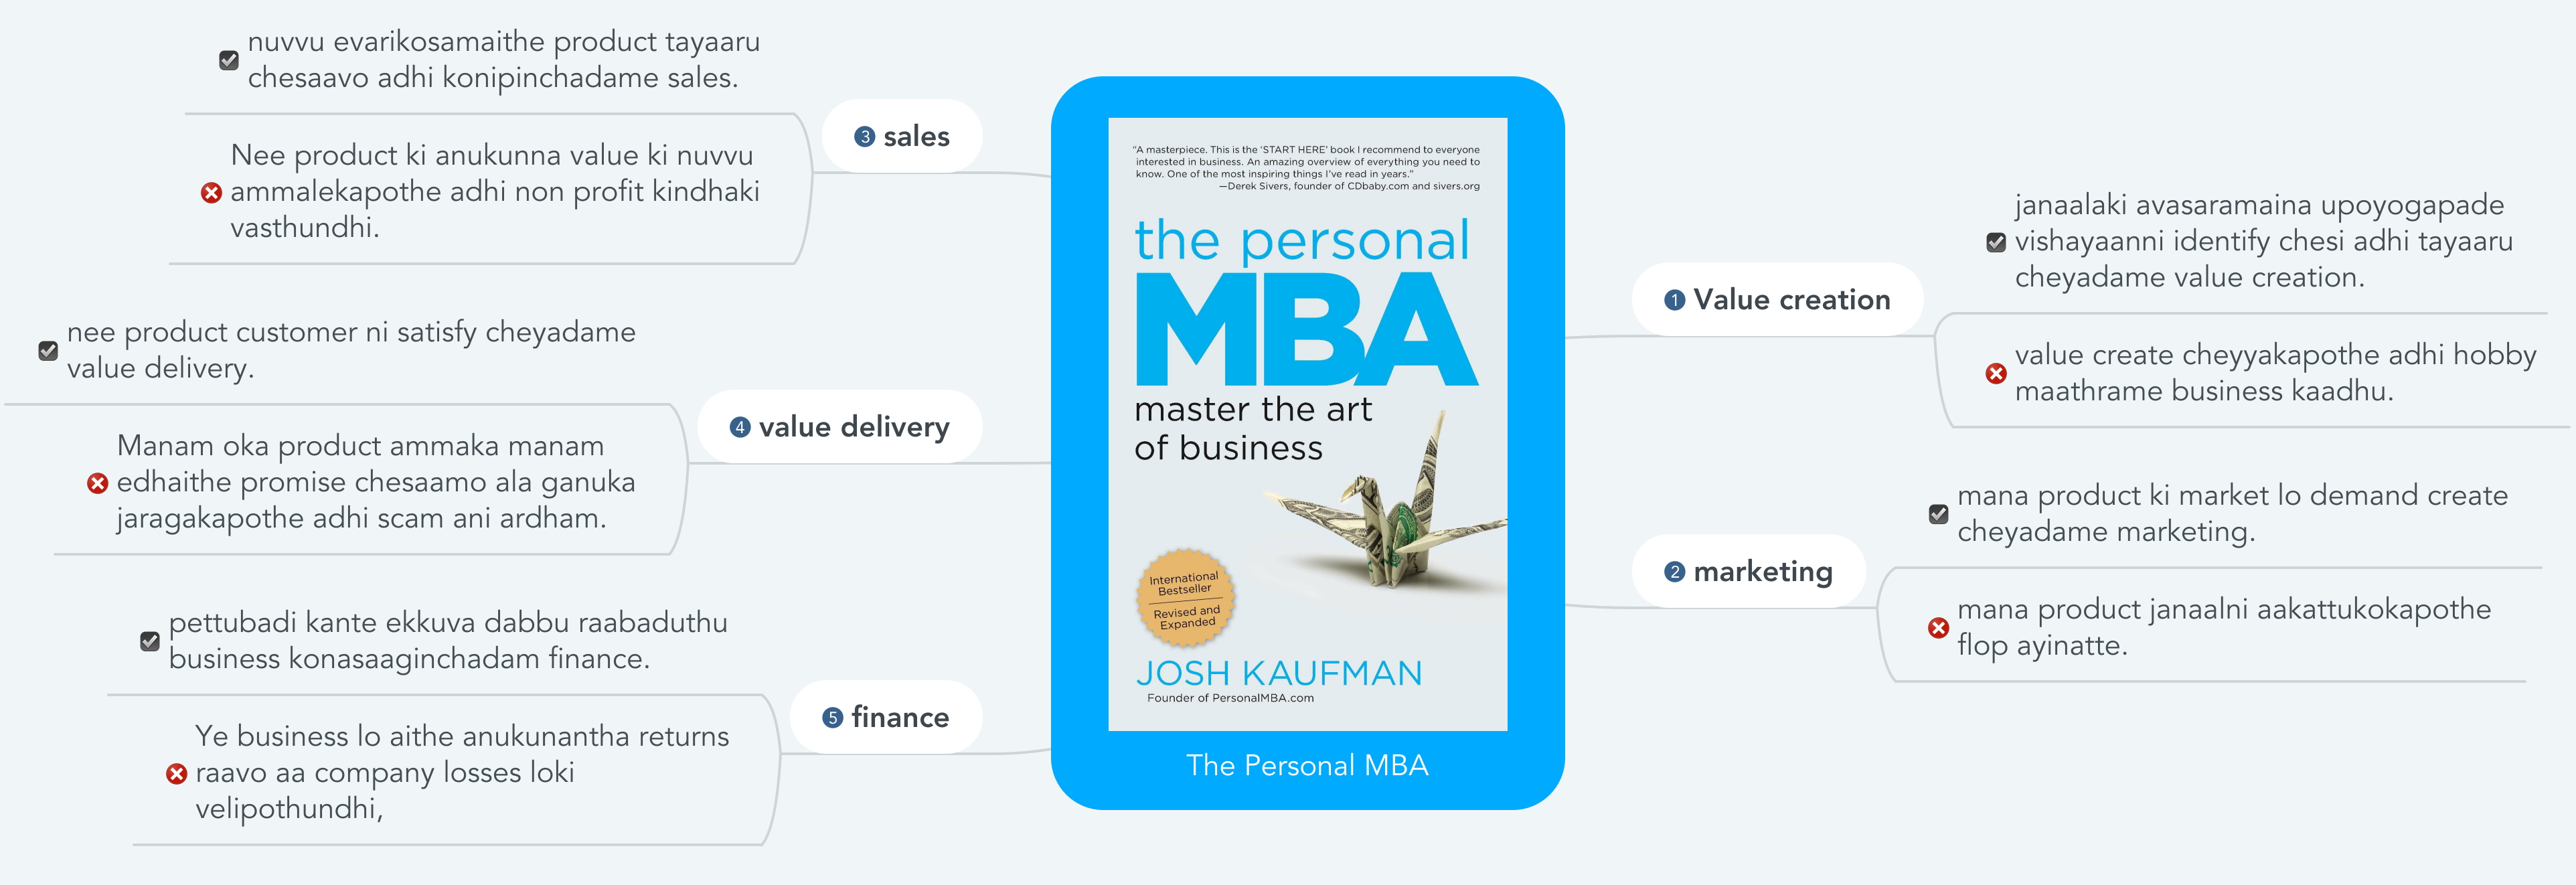 nuvvu evarikosamaithe product tayaaru
chesaavo adhi konipinchadame sales.
3 sales
Nee product ki anukunna value ki nuvvu
ammalekapothe adhi non profit kindhaki
vasthundhi.
nee product customer ni satisfy cheyadame
value delivery.
4 value delivery
Manam oka product ammaka manam
edhaithe promise chesaamo ala ganuka
jaragakapothe adhi scam ani ardham.
pettubadi kante ekkuva dabbu raabaduthu
business konasaaginchadam finance.
5 finance
Ye business lo aithe anukunantha returns
raavo aa company losses loki
velipothundhi,
"A masterpiece. This is the 'START HERE' book I recommend to everyone
interested in business. An amazing overview of everything you need to
know. One of the most inspiring things I've read in years."
—Derek Sivers, founder of CDbaby.com and sivers.org
the personal
MBA
master the art
of business
International
Bestseller
Revised and
Expanded
JOSH KAUFMAN
Founder of PersonalMBA.com
The Personal MBA
janaalaki avasaramaina upoyogapade
vishayaanni identify chesi adhi tayaaru
cheyadame value creation.
1 Value creation
value create cheyyakapothe adhi hobby
maathrame business kaadhu.
mana product ki market lo demand create
cheyadame marketing.
2 marketing
mana product janaalni aakattukokapothe
flop ayinatte.